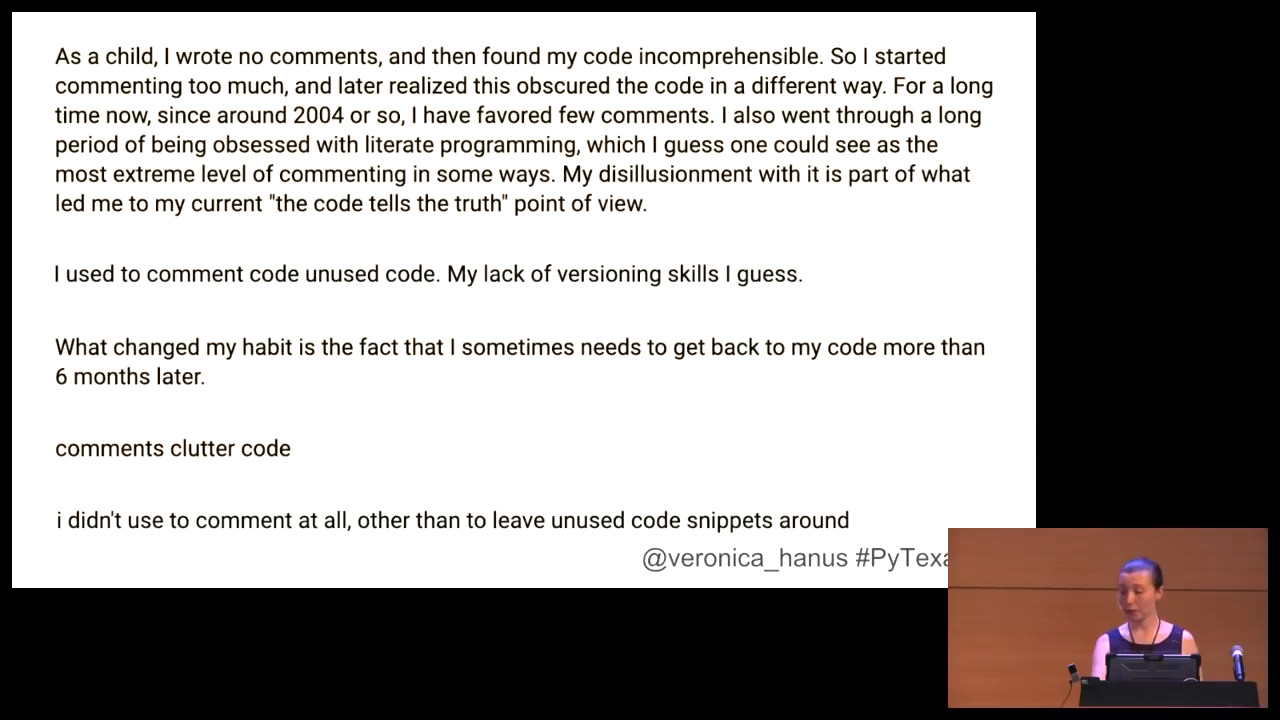 As a child, I wrote no comments, and then found my code incomprehensible. So I started
commenting too much, and later realized this obscured the code in a different way. For a long
time now, since around 2004 or so, I have favored few comments. I also went through a long
period of being obsessed with literate programming, which I guess one could see as the
most extreme level of commenting in some ways. My disillusionment with it is part of what
led me to my current "the code tells the truth" point of view.
I used to comment code unused code. My lack of versioning skills I guess.
What changed my habit is the fact that I sometimes needs to get back to my code more than
6 months later.
comments clutter code
i didn't use to comment at all, other than to leave unused code snippets around
@veronica_hanus #PyTexa